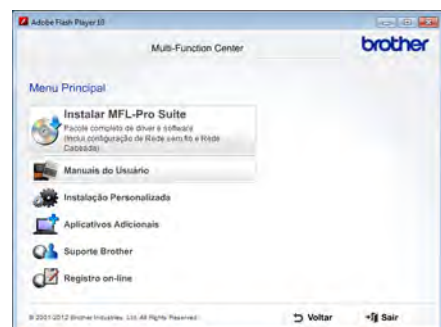 Adobe Flash Player 10
Multi-Function Center
brother
Menu Principal
Instalar MFL-Pro Suite
Pacote completo de driver e software
(Inclui configuração de Rede sem fio e Rede
Cabeada)
Manuais do Usuário
Instalação Personalizada
Aplicativos Adicionais
Suporte Brother
Registro on-line
© 2001-2012 Brother Industries, Ltd. All Rights Reserved.
Voltar
Sair